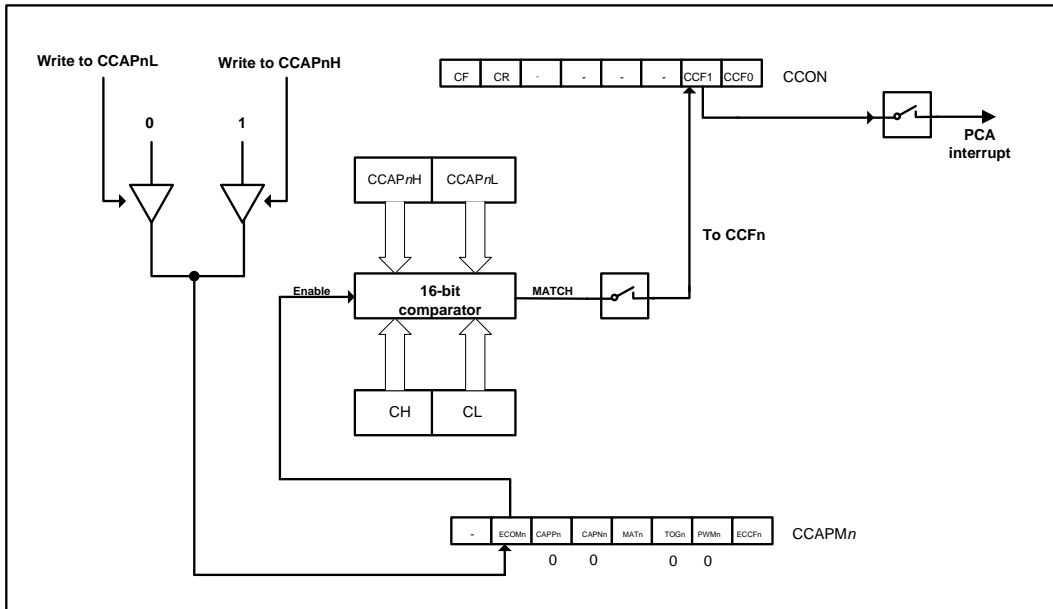 Write to CCAPnL
Write to CCAPnH
CF CR - - - - CCF1 CCF0 CCON
0 1
PCA
interrupt
CCAPnH CCAPnL
To CCFn
Enable
16-bit
comparator
MATCH
CH CL
- ECOMn CAPPn CAPNn MATn TOGn PWMn ECCFn CCAPMn
0 0 0 0